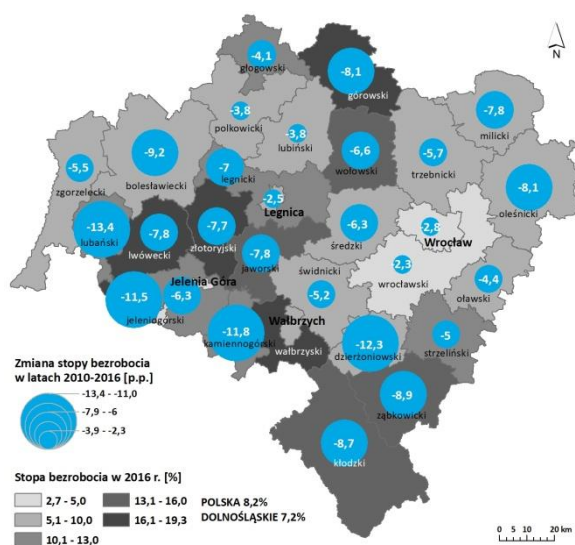 N
-4,1
głogowski
-8,1
górowski
-3,8
polkowicki
-3,8
lubiński
-7,8
milicki
-9,2
bolesławiecki
-6,6
wołowski
-5,7
trzebnicki
-5,5
zgorzelecki
-7
legnicki
-8,1
oleśnicki
-2,5
Legnica
-13,4
lubański
-7,8
lwówecki
-7,7
złotoryjski
-6,3
średzki
-2,8
Wrocław
-7,8
jaworski
-2,3
wrocławski
-4,4
oławski
Jelenia Góra
-6,3
-11,5
jeleniogórski
świdnicki
-5,2
-11,8
kamiennogórski
Wałbrzych
wałbrzyski
-12,3
dzierżoniowski
-5
strzeliński
-8,9
ząbkowicki
-8,7
kłodzki
Zmiana stopy bezrobocia
w latach 2010-2016 [p.p.]
-13,4 - -11,0
-7,9 - -6
-3,9 - -2,3
Stopa bezrobocia w 2016 r. [%]
2,7 - 5,0
13,1 - 16,0
5,1 - 10,0
16,1 - 19,3
10,1 - 13,0
POLSKA 8,2%
DOLNOŚLĄSKIE 7,2%
0 5 10 20 km